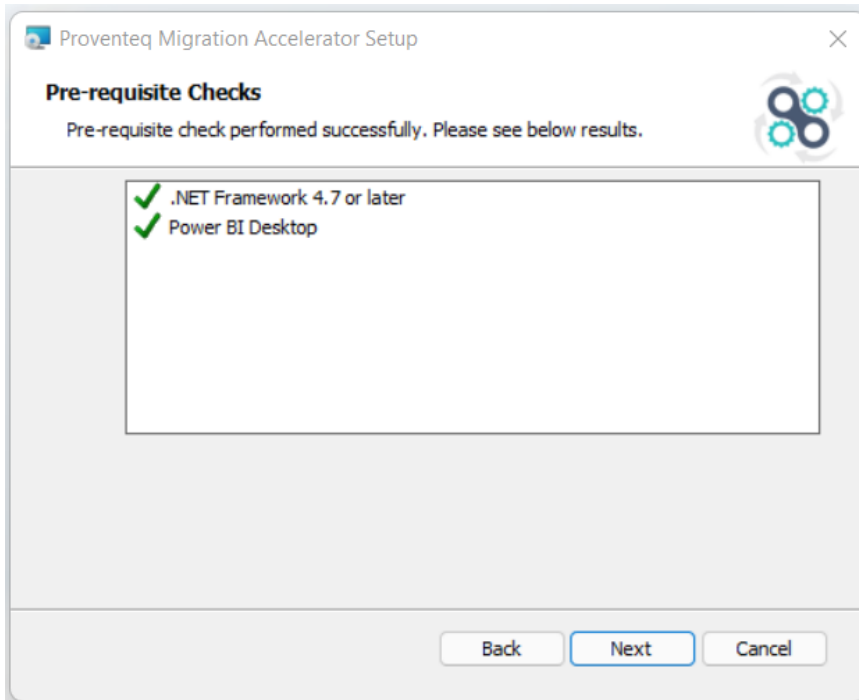 Proventeq Migration Accelerator Setup
Pre-requisite Checks
Pre-requisite check performed successfully. Please see below results.
.NET Framework 4.7 or later
Power BI Desktop
Back Next Cancel